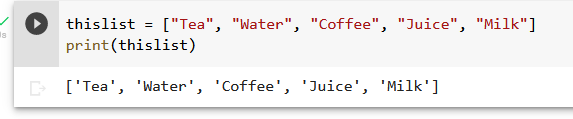 thislist = ["Tea", "Water", "Coffee", "Juice", "Milk"]
print(thislist)
['Tea', 'Water', 'Coffee', 'Juice', 'Milk']